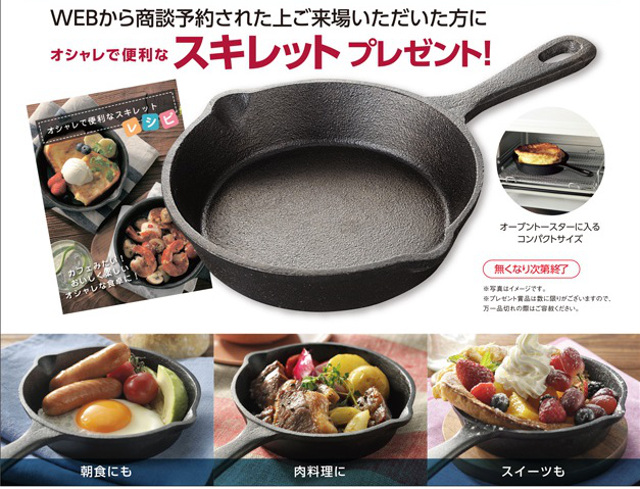 WEBから商談予約された上ご来場いただいた方に
オシャレで便利なスキレットプレゼント!
オシャレで便利なスキレット
レシピ
カフェみたい!
おいしく楽しい
オシャレな食卓に!
オーブントースターに入る
コンパクトサイズ
無くなり次第終了
※写真はイメージです。
※プレゼント賞品は数に限りがございますので、
万一品切れの際はご容赦ください。
朝食にも
肉料理に
スイーツも